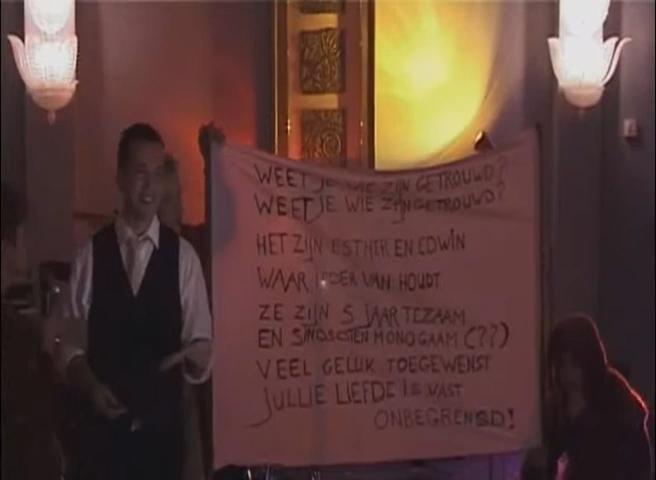 WEET JE WIE ZIJN GETROUWD?
WEET JE WIE ZIJN GETROUWD?
HET ZIJN ESTHER EN EDWIN
WAAR IEDER VAN HOUDT
ZE ZIJN 5 JAAR TEZAAM
EN SINDSDIEN MONOGAAM (??)
VEEL GELUK TOEGEWENST
JULLIE LIEFDE IS VAST
ONBEGRENSD!